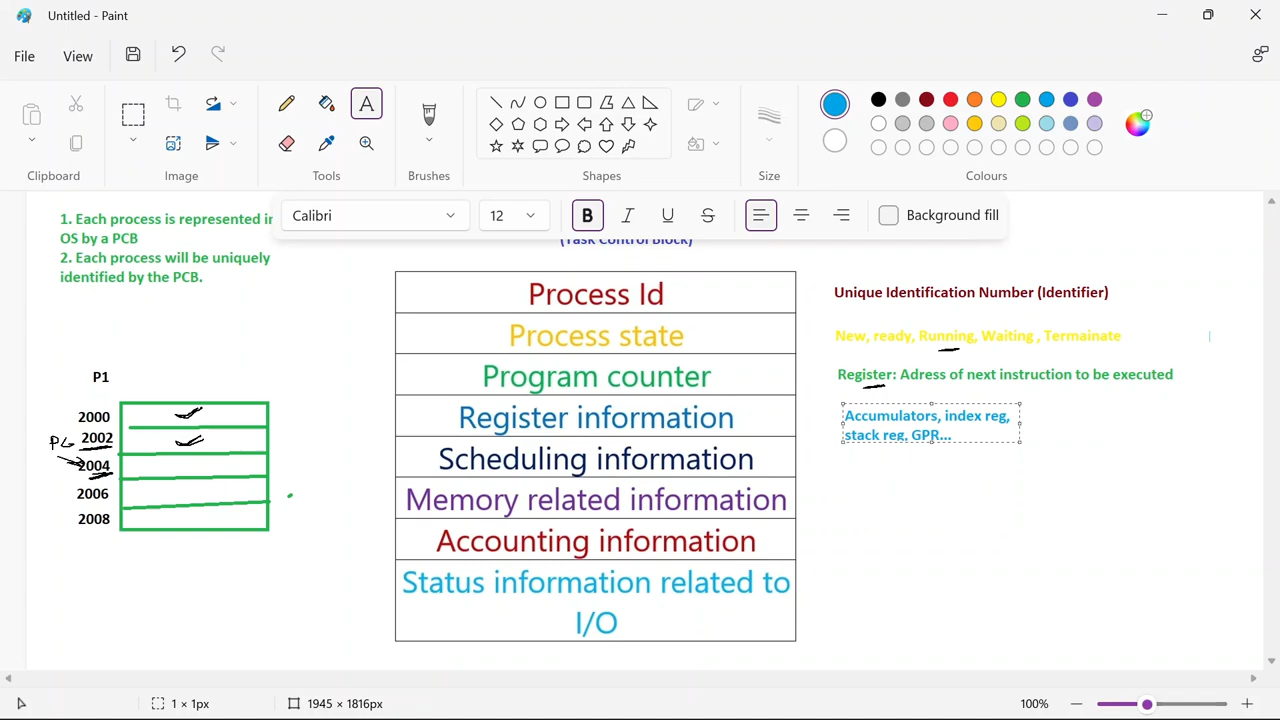 Untitled - Paint
File
View
Clipboard
Image
Tools
Brushes
Shapes
Size
Colours
Calibri
12
B
I
U
S
Background fill
1. Each process is represented in
OS by a PCB
2. Each process will be uniquely
identified by the PCB.
(Task Control Block)
Process Id
Process state
Program counter
Register information
Scheduling information
Memory related information
Accounting information
Status information related to
I/O
Unique Identification Number (Identifier)
New, ready, Running, Waiting , Termainate
Register: Adress of next instruction to be executed
Accumulators, index reg,
stack reg, GPR...
P1
2000
2002
2004
2006
2008
1 × 1px
1945 × 1816px
100%